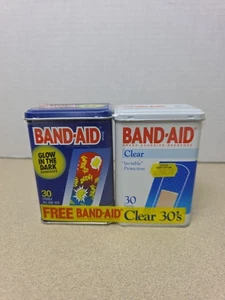 BAND-AID
GLOW IN
THE DARK
30
FREE BAND-AID
BAND-AID
Clear
"Invisible"
Protection
30
Clear 30's